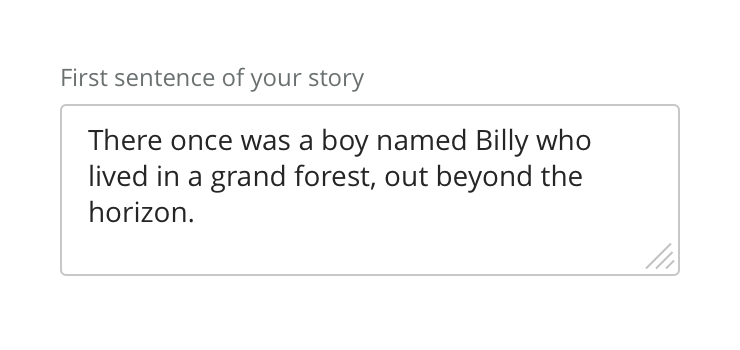 First sentence of your story
There once was a boy named Billy who
lived in a grand forest, out beyond the
horizon.